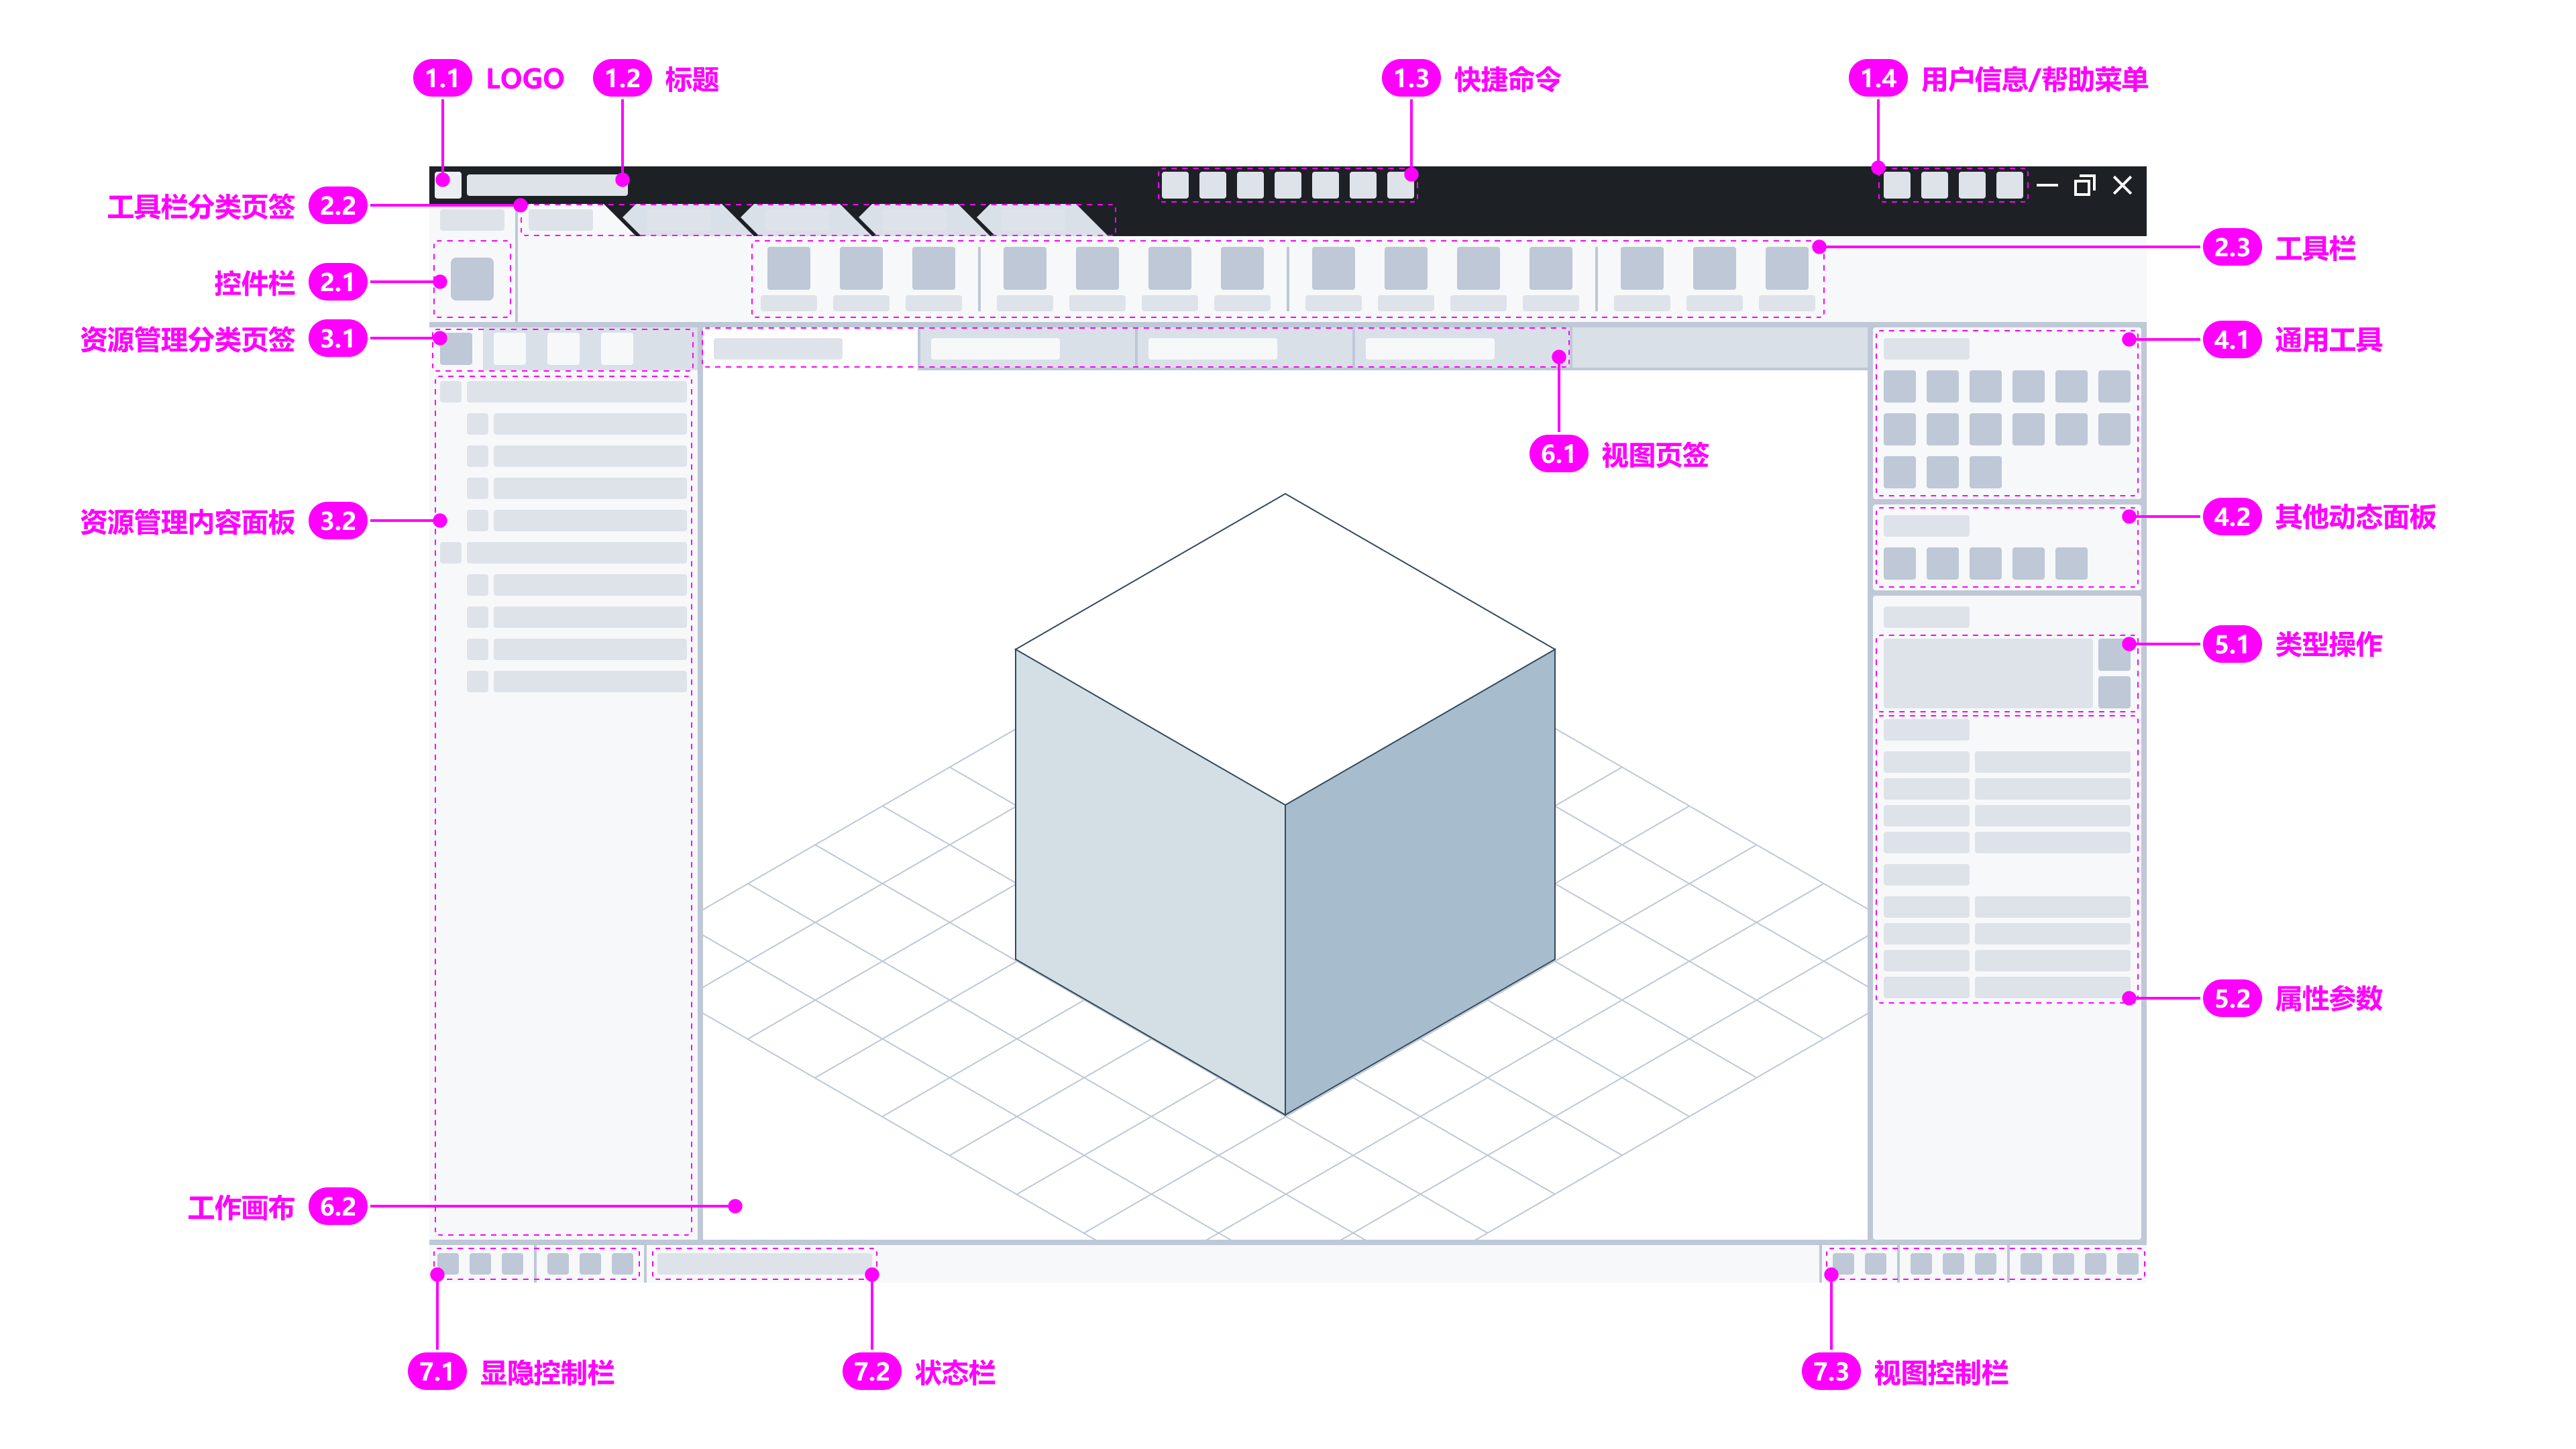 1.1 LOGO
1.2 标题
1.3 快捷命令
1.4 用户信息/帮助菜单
工具栏分类页签 2.2
2.3 工具栏
控件栏 2.1
资源管理分类页签 3.1
4.1 通用工具
6.1 视图页签
资源管理内容面板 3.2
4.2 其他动态面板
5.1 类型操作
5.2 属性参数
工作画布 6.2
7.1 显隐控制栏
7.2 状态栏
7.3 视图控制栏